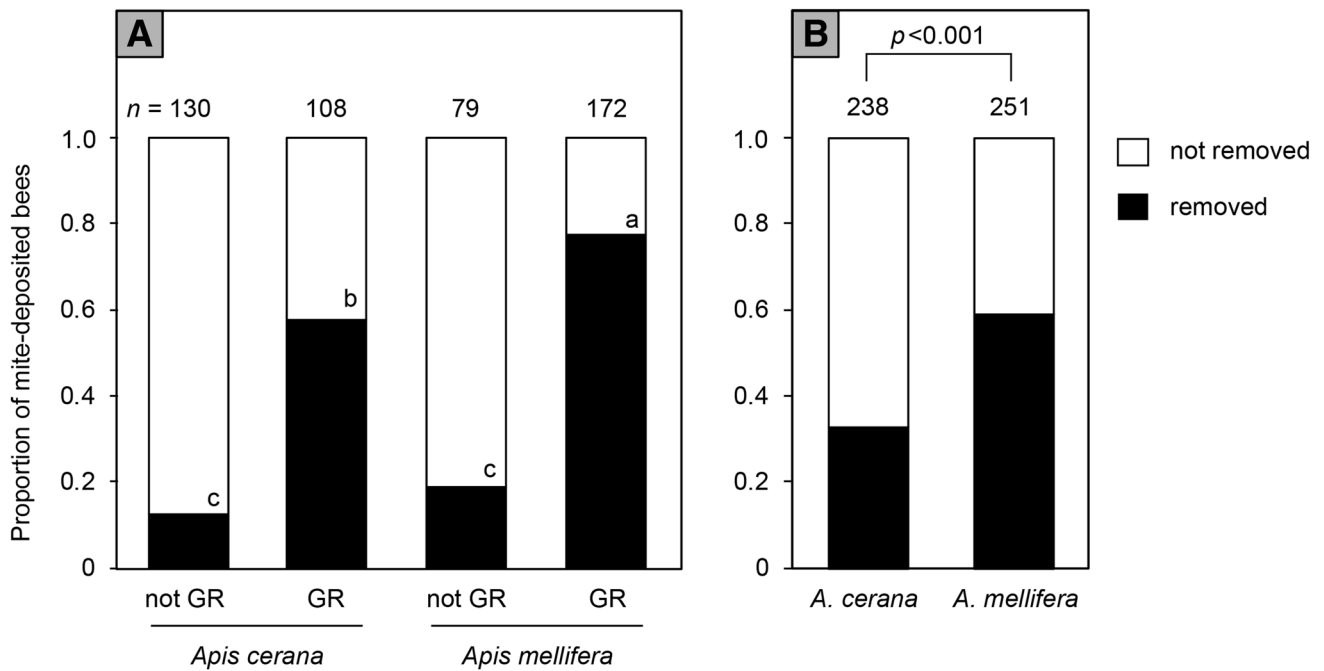 A
n = 130 108 79 172
1.0
0.8
0.6
0.4
0.2
0
Proportion of mite-deposited bees
c
b
c
a
not GR GR not GR GR
Apis cerana Apis mellifera
B
p<0.001
238 251
1.0
0.8
0.6
0.4
0.2
0
A. cerana A. mellifera
not removed
removed